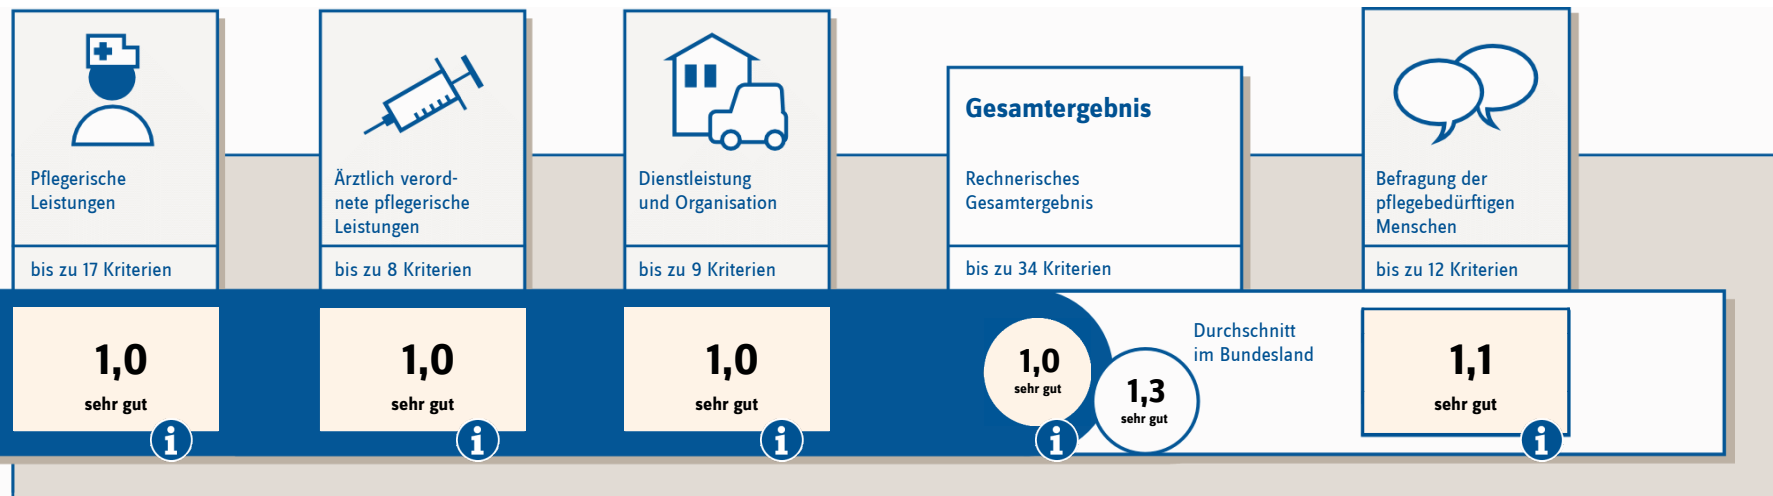 Pflegerische
Leistungen
bis zu 17 Kriterien
1,0
sehr gut
i
Ärztlich verord-
nete pflegerische
Leistungen
bis zu 8 Kriterien
1,0
sehr gut
i
Dienstleistung
und Organisation
bis zu 9 Kriterien
1,0
sehr gut
i
Gesamtergebnis
Rechnerisches
Gesamtergebnis
bis zu 34 Kriterien
1,0
sehr gut
i
1,3
sehr gut
Durchschnitt
im Bundesland
Befragung der
pflegebedürftigen
Menschen
bis zu 12 Kriterien
1,1
sehr gut
i